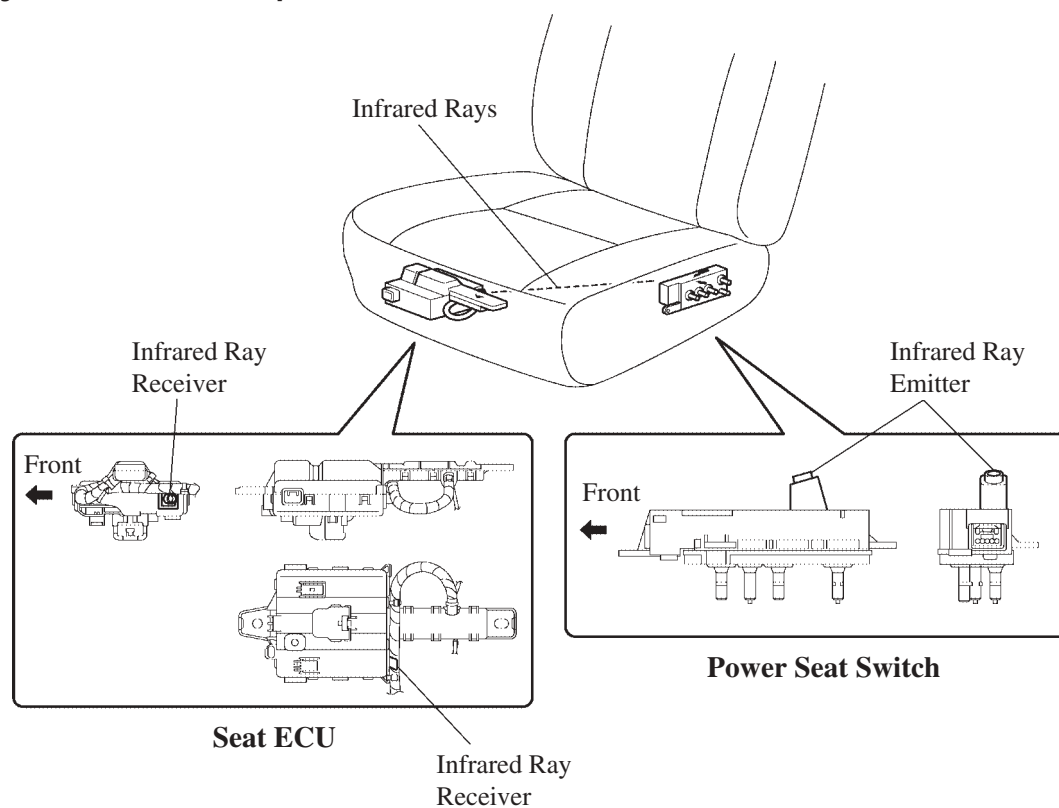 Infrared Rays
Infrared Ray
Receiver
Infrared Ray
Emitter
Front
Front
Power Seat Switch
Seat ECU
Infrared Ray
Receiver